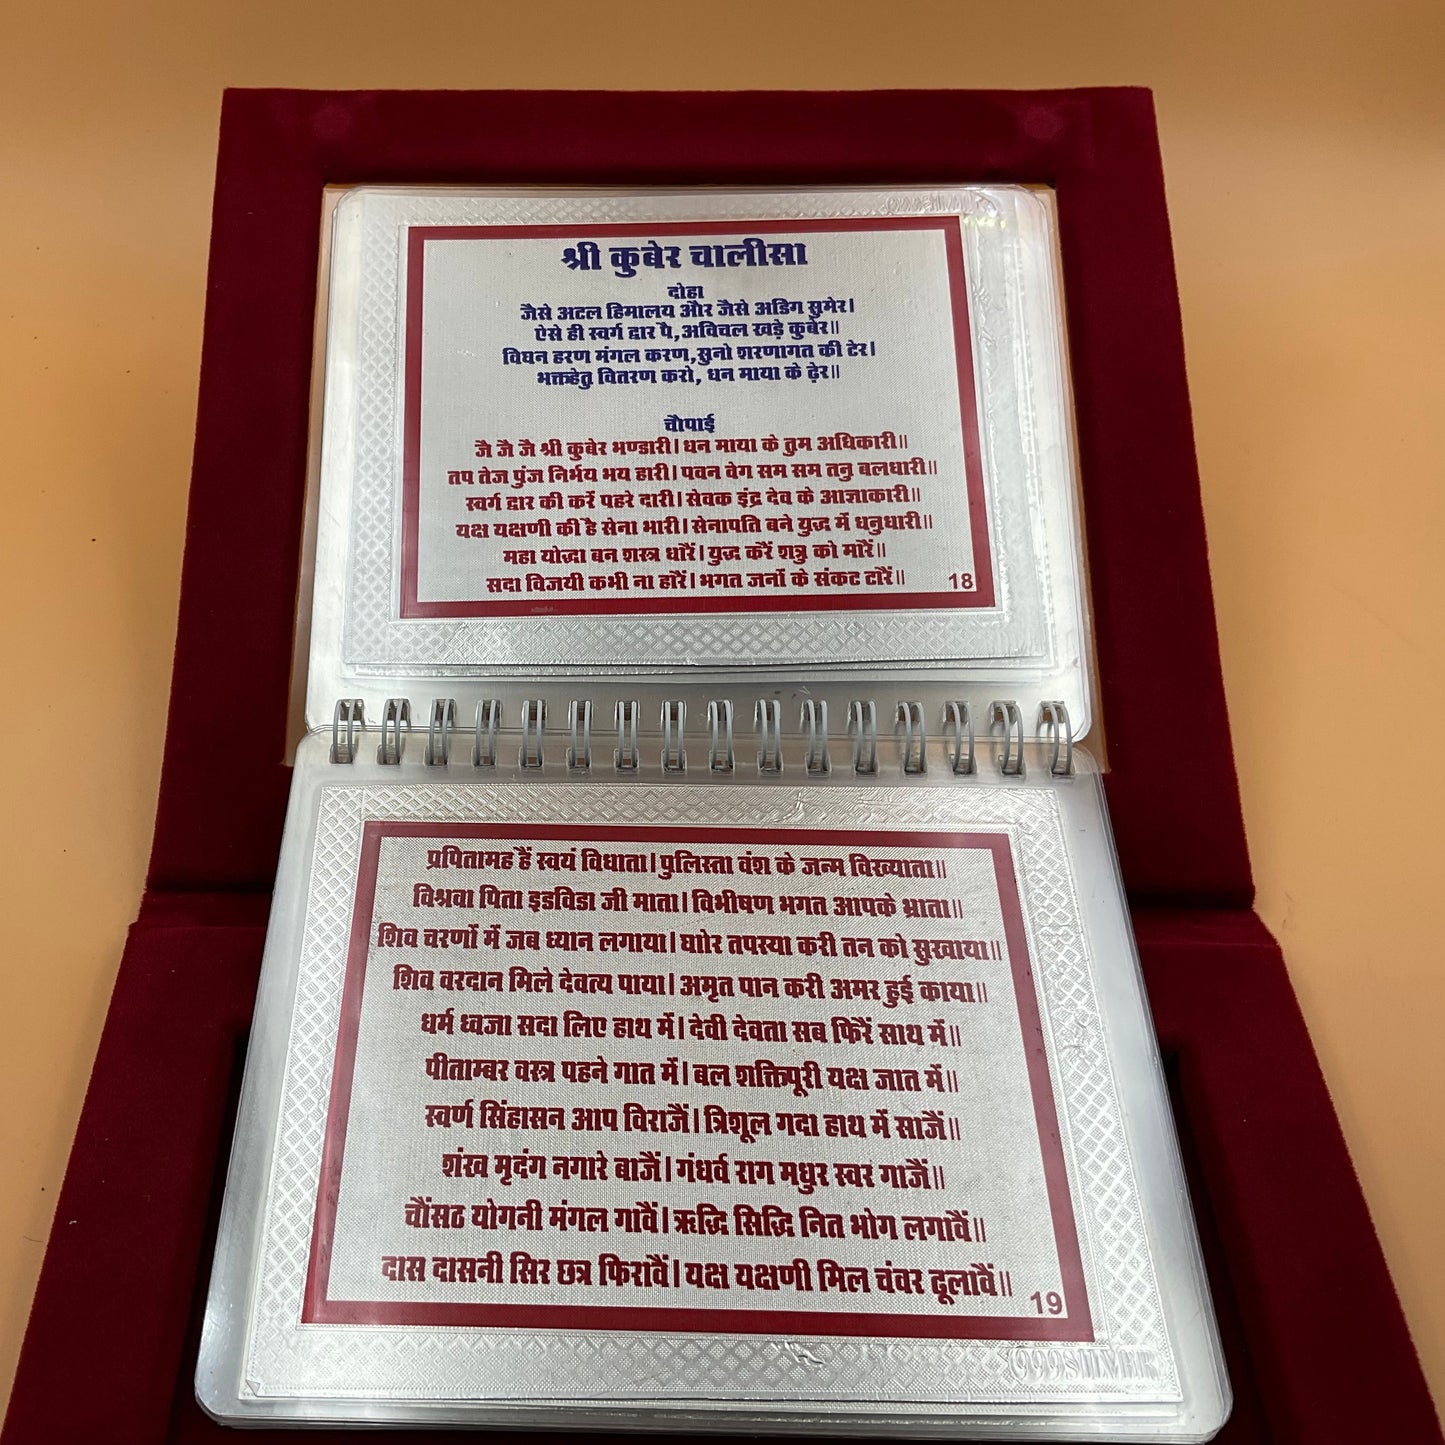 999 SILVER
श्री कुबेर चालीसा
दोहा
जैसे अटल हिमालय और जैसे अडिग सुमेर।
ऐसे ही स्वर्ग द्वार पै, अविचल खड़े कुबेर॥
विघन हरण मंगल करण, सुनो शरणागत की टेर।
भक्तहेतु वितरण करो, धन माया के ढ़ेर॥
चौपाई
जै जै जै श्री कुबेर भण्डारी। धन माया के तुम अधिकारी॥
तप तेज पुंज निर्भय भय हारी। पवन वेग सम सम तनु बलधारी॥
स्वर्ग द्वार की करें पहरे दारी। सेवक इंद्र देव के आज्ञाकारी॥
यक्ष यक्षणी की है सेना भारी। सेनापति बने युद्ध में धनुधारी॥
महा योद्धा बन शस्त्र धारैं। युद्ध करैं शत्रु को मारैं॥
सदा विजयी कभी ना हारैं। भगत जनों के संकट टारैं॥
18
प्रपितामह हैं स्वयं विधाता। पुलिस्ता वंश के जन्म विख्याता॥
विश्रवा पिता इडविडा जी माता। विभीषण भगत आपके भ्राता॥
शिव चरणों में जब ध्यान लगाया। घाोर तपस्या करी तन को सुखाया॥
शिव वरदान मिले देवत्य पाया। अमृत पान करी अमर हुई काया॥
धर्म ध्वजा सदा लिए हाथ में। देवी देवता सब फिरैं साथ में॥
पीताम्बर वस्त्र पहने गात में। बल शक्तिपूरी यक्ष जात में॥
स्वर्ण सिंहासन आप विराजैं। त्रिशूल गदा हाथ में साजैं॥
शंख मृदंग नगारे बाजैं। गंधर्व राग मधुर स्वर गाजैं॥
चौंसठ योगनी मंगल गावैं। ऋद्धि सिद्धि नित भोग लगावैं॥
दास दासनी सिर छत्र फिरावैं। यक्ष यक्षणी मिल चंवर ढूलावैं॥
19
999 SILVER